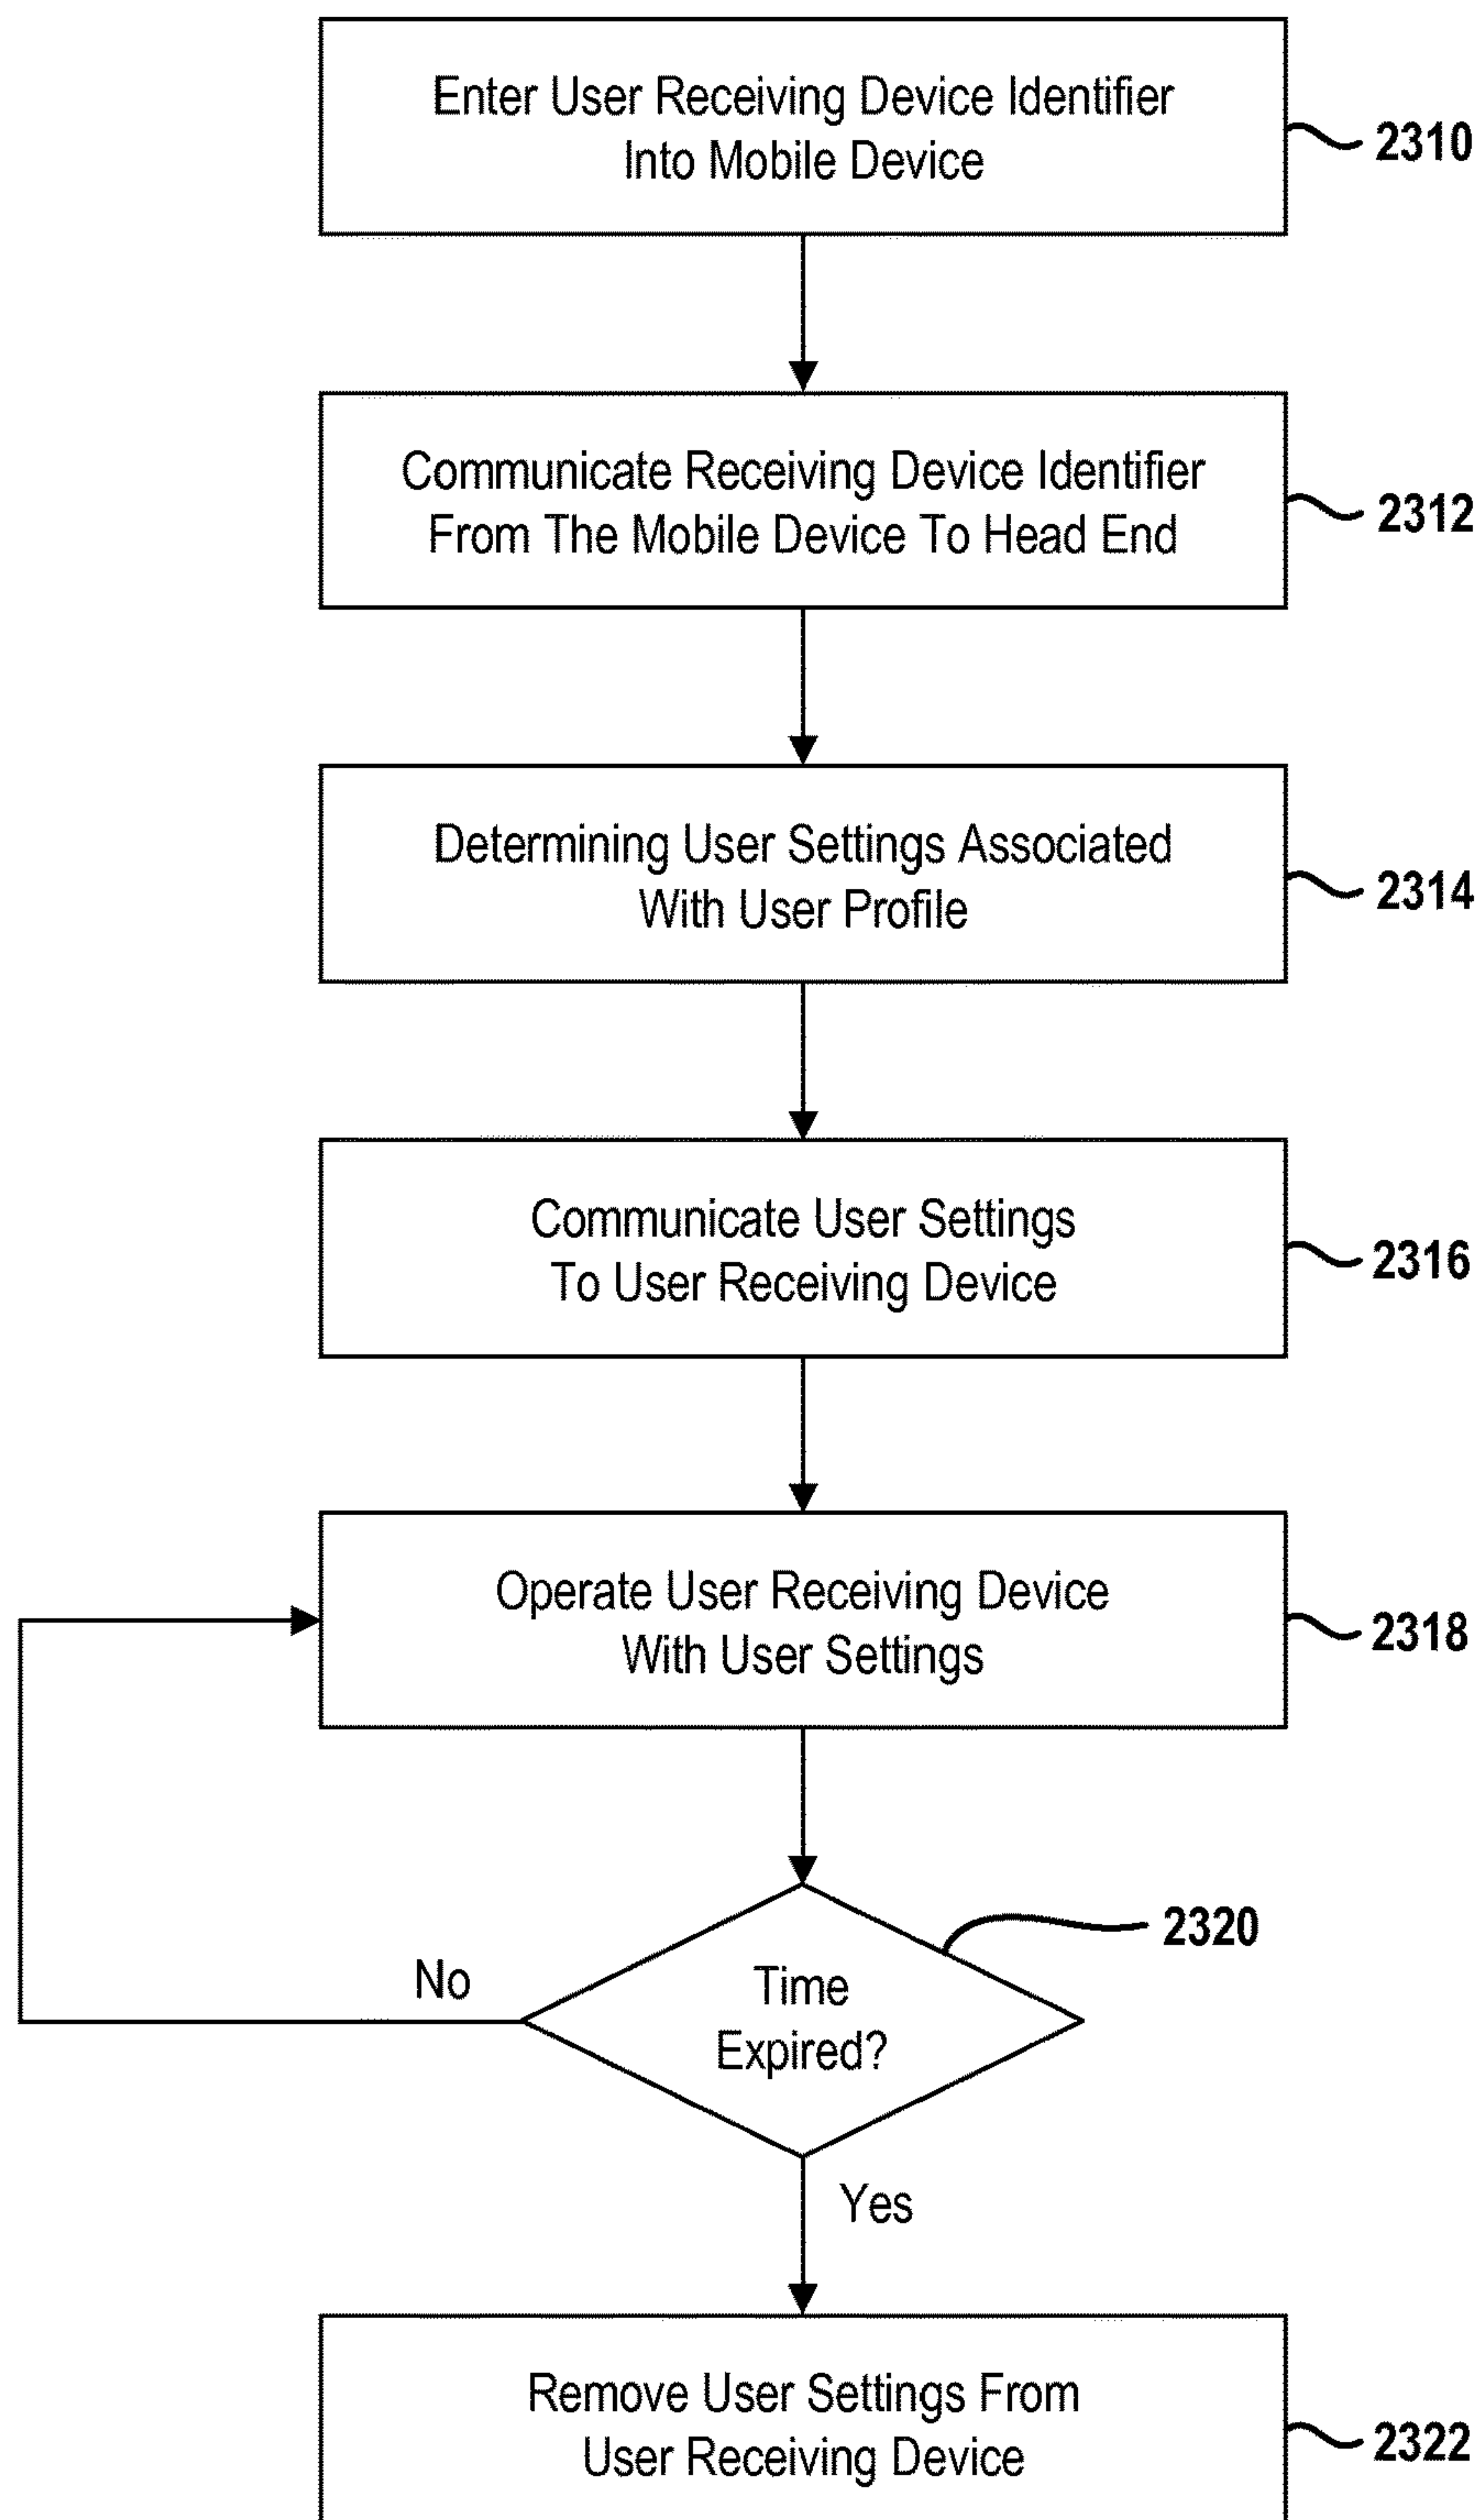 Enter User Receiving Device Identifier
Into Mobile Device
2310
Communicate Receiving Device Identifier
From The Mobile Device To Head End
2312
Determining User Settings Associated
With User Profile
2314
Communicate User Settings
To User Receiving Device
2316
Operate User Receiving Device
With User Settings
2318
2320
Time
Expired?
No
Yes
Remove User Settings From
User Receiving Device
2322